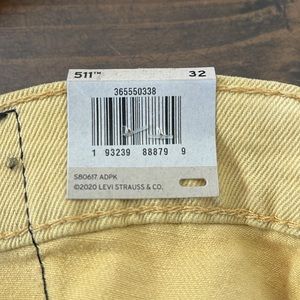 511™ 32
365550338
1 93239 88879 9
S80617 ADPK
©2020 LEVI STRAUSS & CO.